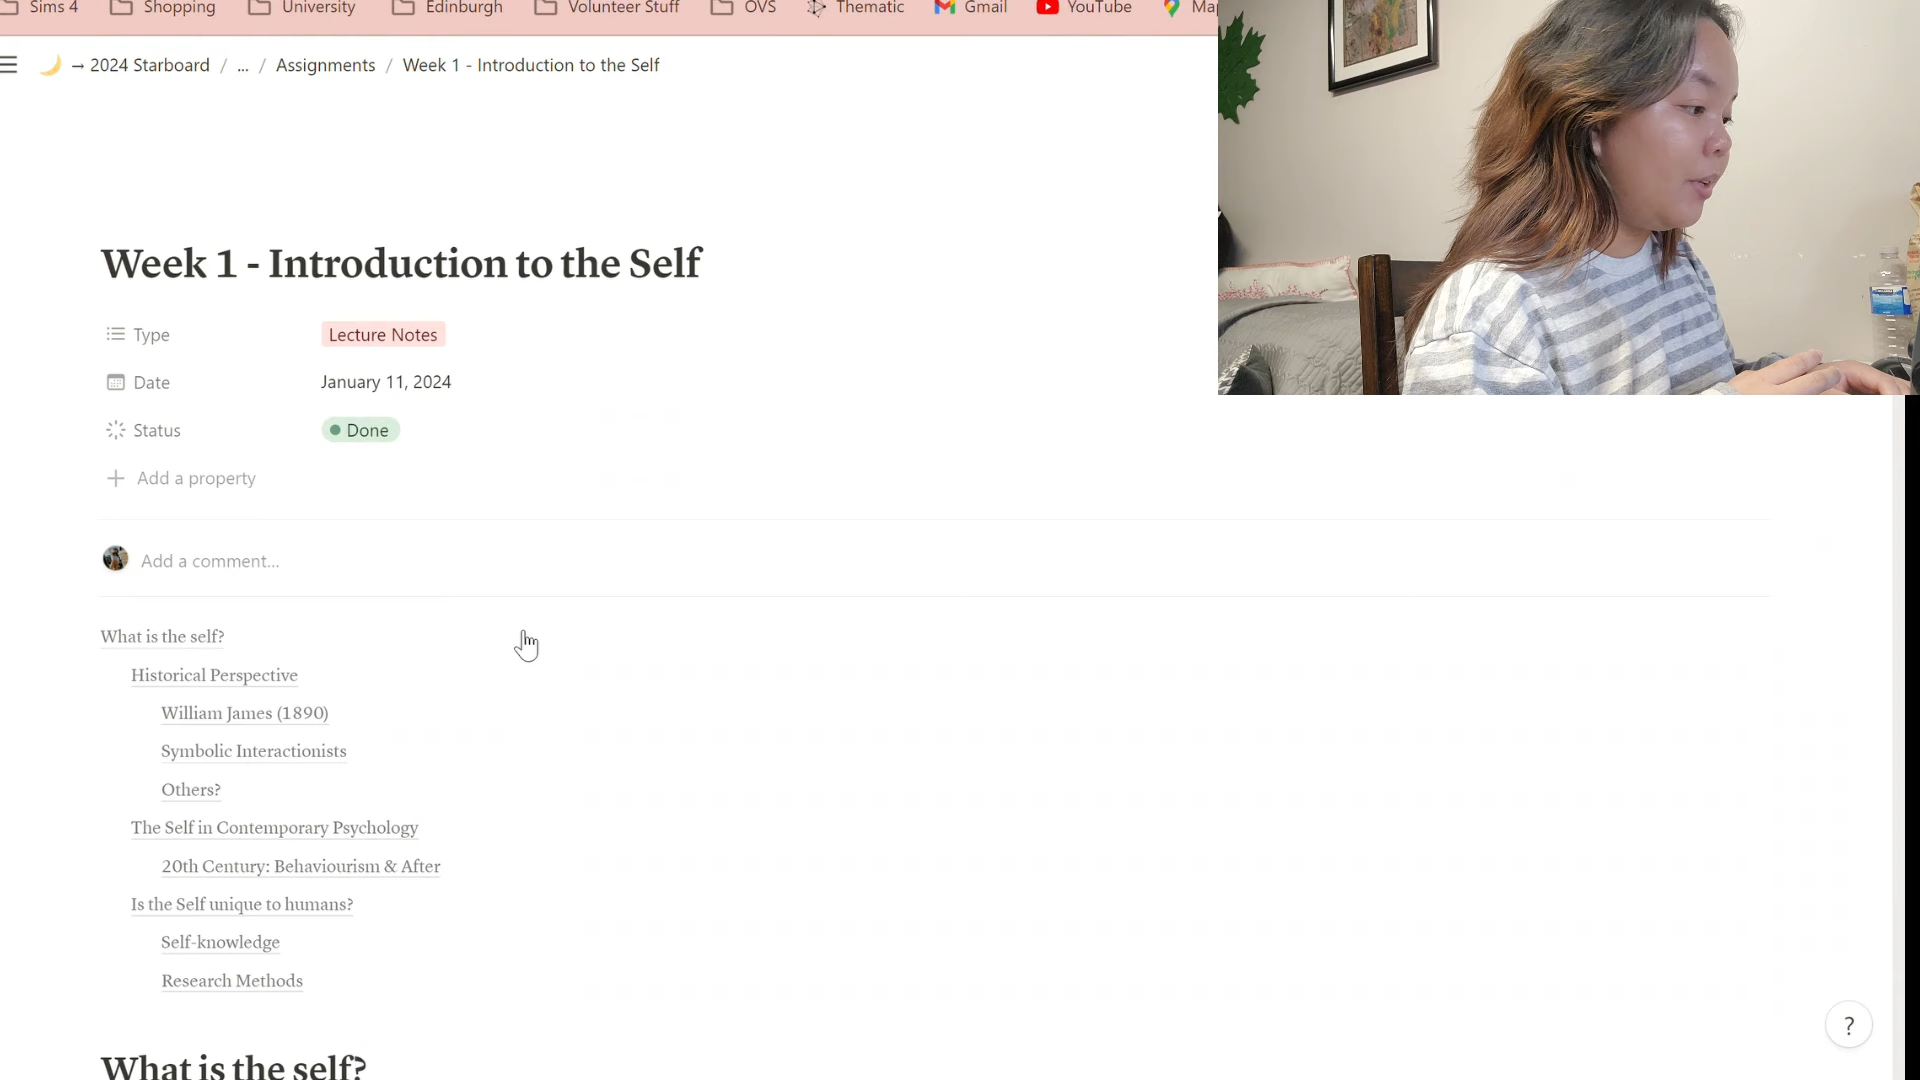 Sims 4 Shopping University Edinburgh Volunteer Stuff OVS Thematic Gmail YouTube
→ 2024 Starboard / ... / Assignments / Week 1 - Introduction to the Self
Week 1 - Introduction to the Self
Type Lecture Notes
Date January 11, 2024
Status Done
Add a property
Add a comment...
What is the self?
Historical Perspective
William James (1890)
Symbolic Interactionists
Others?
The Self in Contemporary Psychology
20th Century: Behaviourism & After
Is the Self unique to humans?
Self-knowledge
Research Methods
What is the self?
?